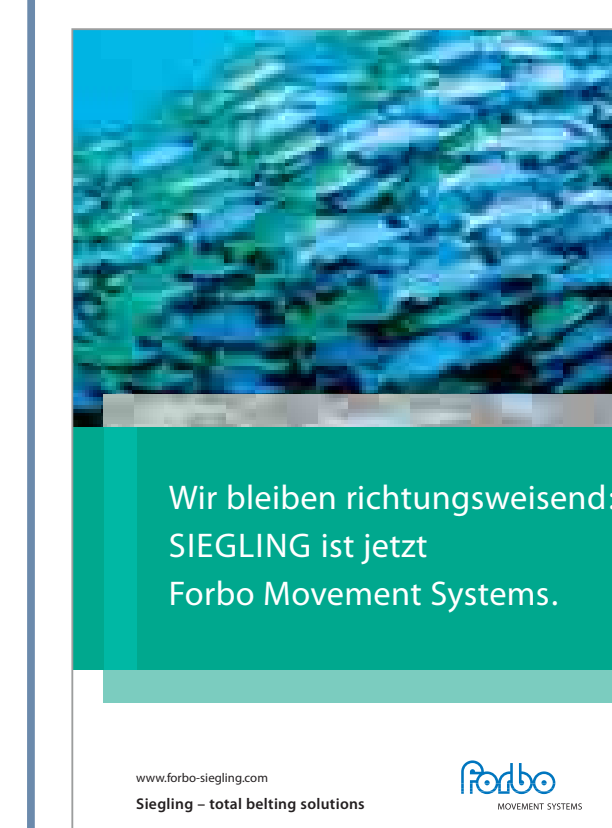 Wir bleiben richtungsweisend:
SIEGLING ist jetzt
Forbo Movement Systems.
www.forbo-siegling.com
Siegling – total belting solutions
Forbo
MOVEMENT SYSTEMS